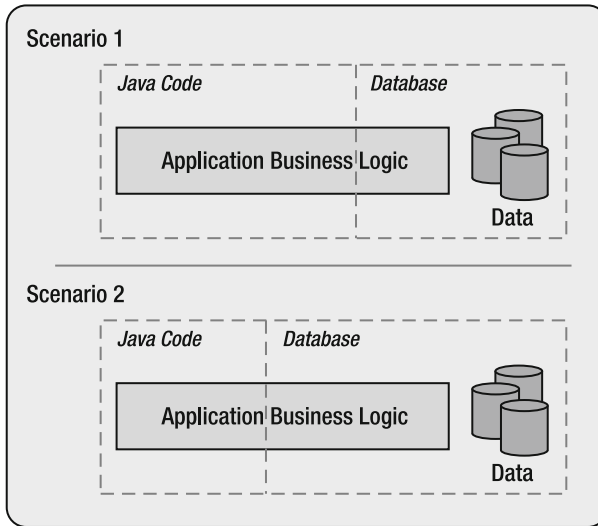 Scenario 1
Java Code
Database
Application Business Logic
Data
Scenario 2
Java Code
Database
Application Business Logic
Data